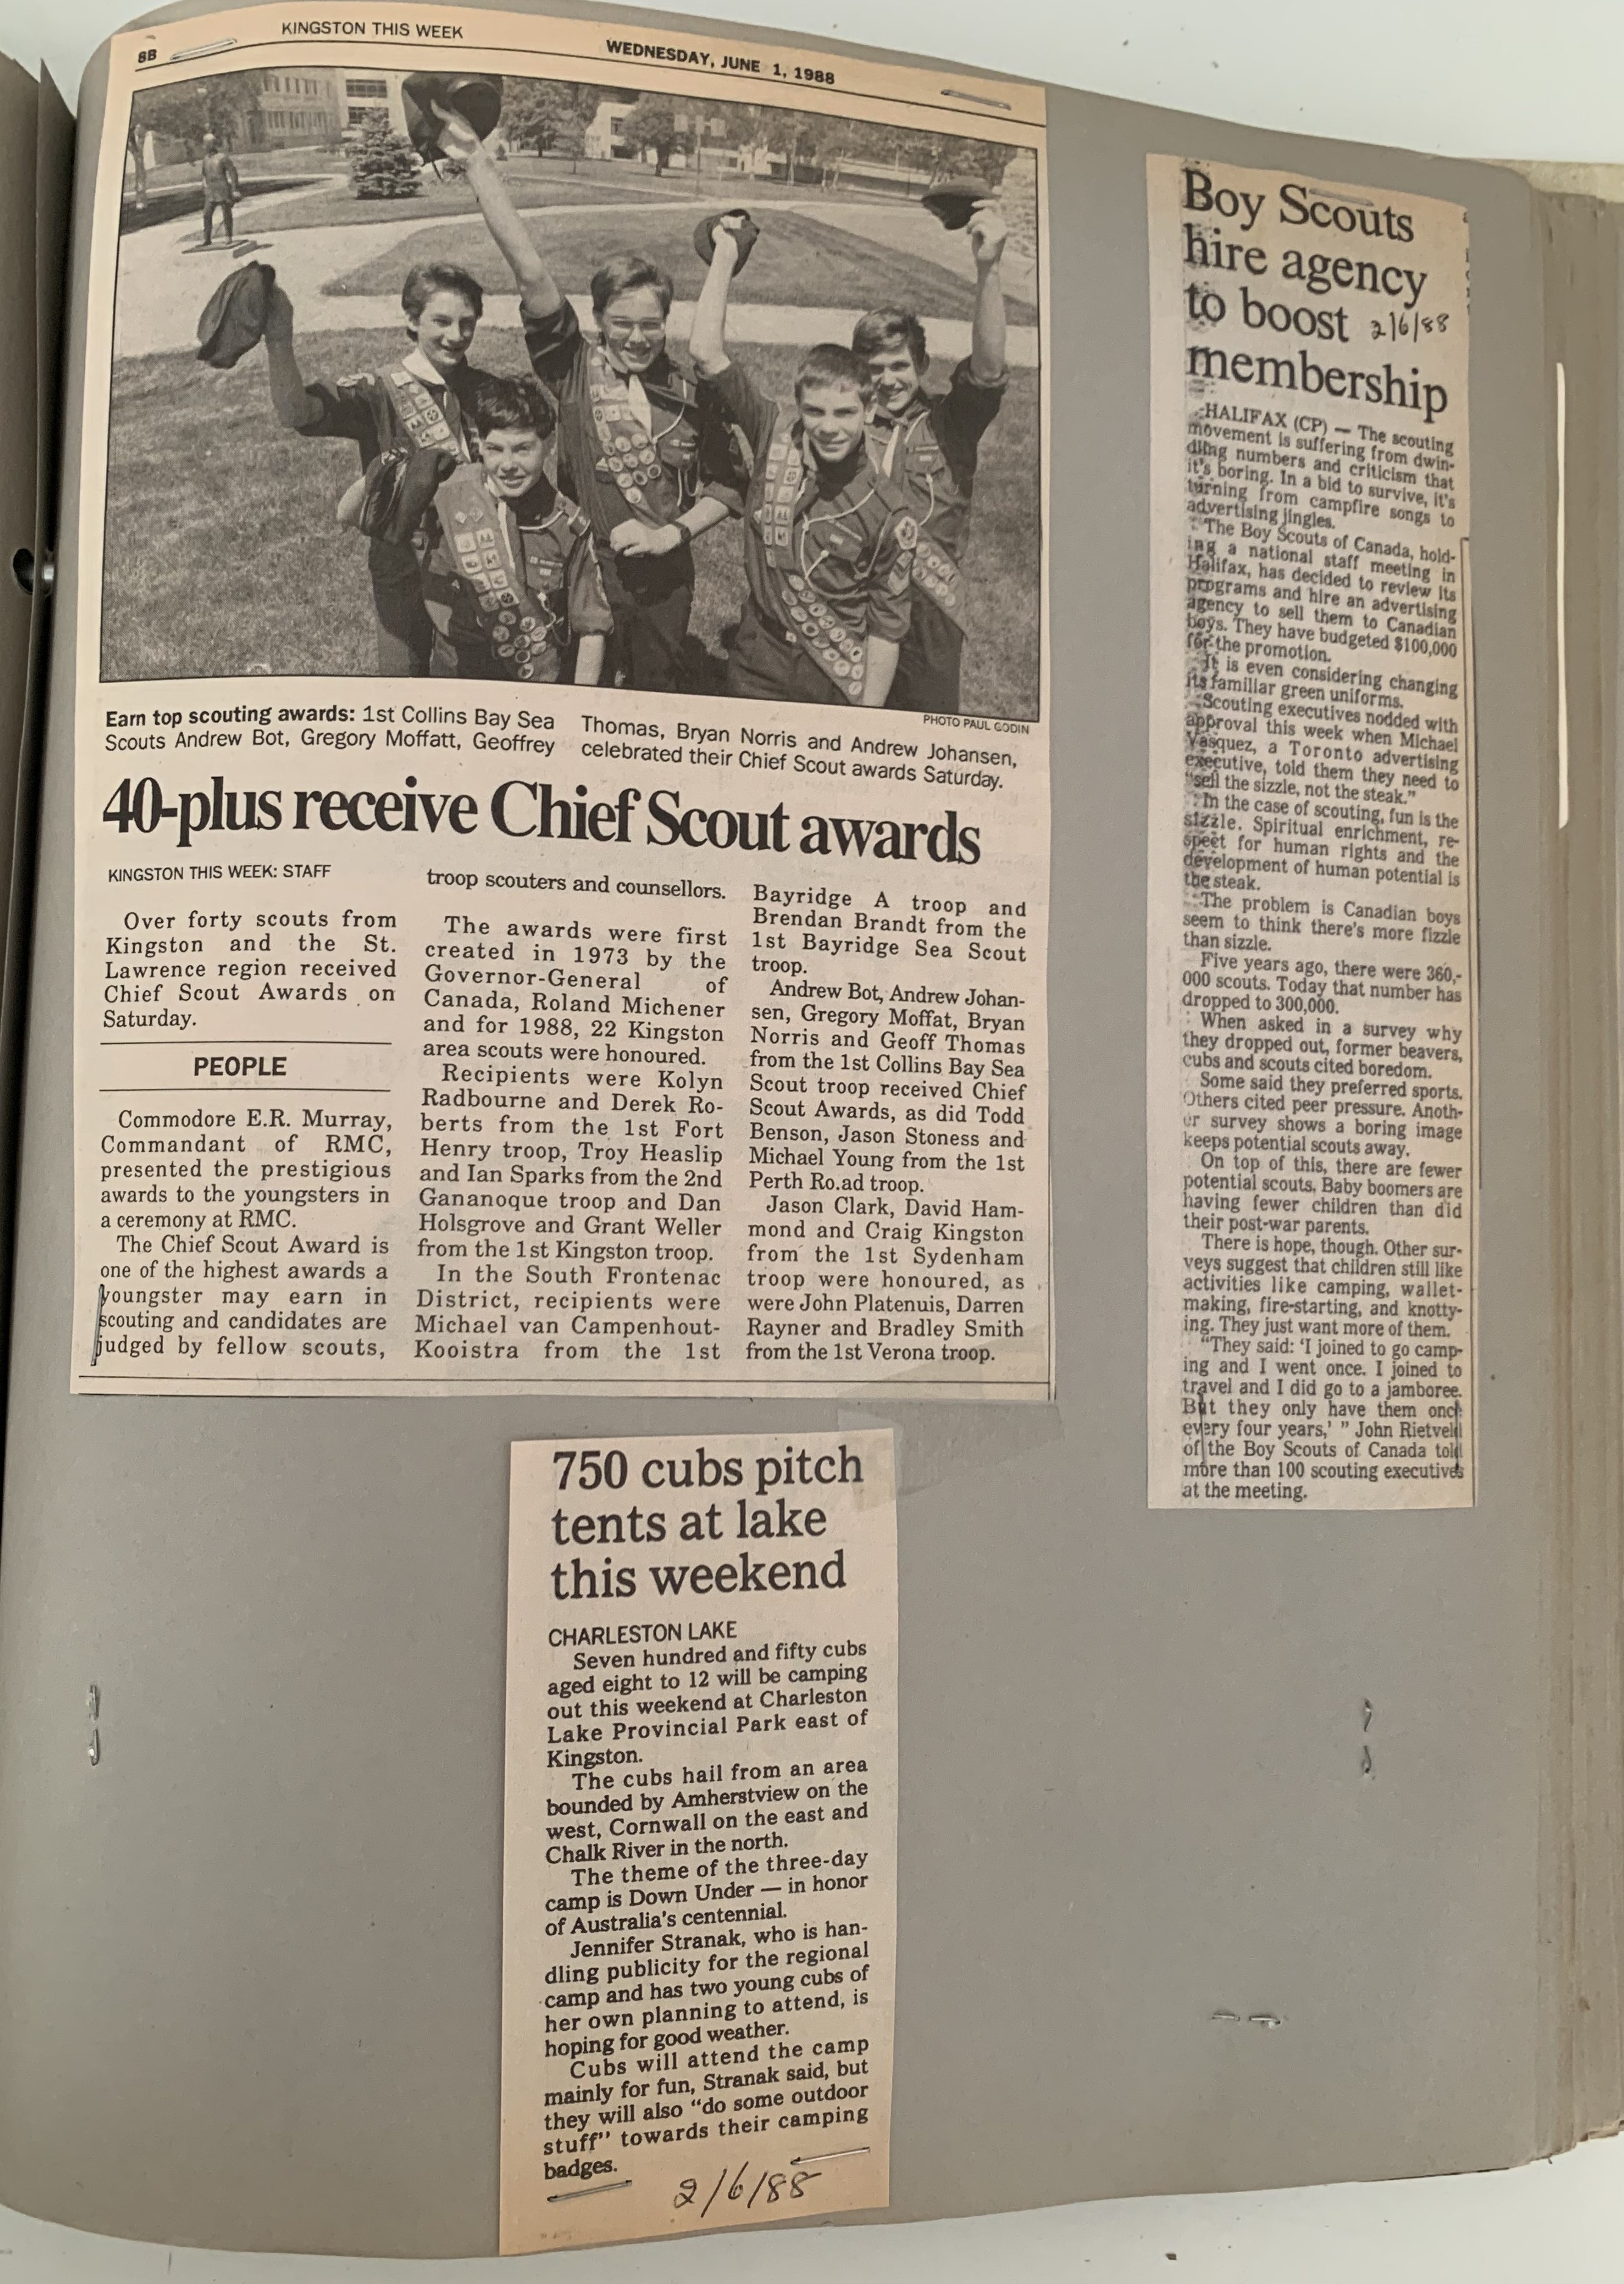 8B
KINGSTON THIS WEEK
WEDNESDAY, JUNE 1, 1988
PHOTO PAUL GODIN
Earn top scouting awards: 1st Collins Bay Sea
Scouts Andrew Bot, Gregory Moffatt, Geoffrey
Thomas, Bryan Norris and Andrew Johansen,
celebrated their Chief Scout awards Saturday.
40-plus receive Chief Scout awards
KINGSTON THIS WEEK: STAFF
Over forty scouts from
Kingston and the St.
Lawrence region received
Chief Scout Awards on
Saturday.
PEOPLE
Commodore E.R. Murray,
Commandant of RMC,
presented the prestigious
awards to the youngsters in
a ceremony at RMC.
The Chief Scout Award is
one of the highest awards a
youngster may earn in
scouting and candidates are
judged by fellow scouts,
troop scouters and counsellors.
The awards were first
created in 1973 by the
Governor-General of
Canada, Roland Michener
and for 1988, 22 Kingston
area scouts were honoured.
Recipients were Kolyn
Radbourne and Derek Ro-
berts from the 1st Fort
Henry troop, Troy Heaslip
and Ian Sparks from the 2nd
Gananoque troop and Dan
Holsgrove and Grant Weller
from the 1st Kingston troop.
In the South Frontenac
District, recipients were
Michael van Campenhout-
Kooistra from the 1st
Bayridge A troop and
Brendan Brandt from the
1st Bayridge Sea Scout
troop.
Andrew Bot, Andrew Johan-
sen, Gregory Moffat, Bryan
Norris and Geoff Thomas
from the 1st Collins Bay Sea
Scout troop received Chief
Scout Awards, as did Todd
Benson, Jason Stoness and
Michael Young from the 1st
Perth Ro.ad troop.
Jason Clark, David Ham-
mond and Craig Kingston
from the 1st Sydenham
troop were honoured, as
were John Platenuis, Darren
Rayner and Bradley Smith
from the 1st Verona troop.
750 cubs pitch
tents at lake
this weekend
CHARLESTON LAKE
Seven hundred and fifty cubs
aged eight to 12 will be camping
out this weekend at Charleston
Lake Provincial Park east of
Kingston.
The cubs hail from an area
bounded by Amherstview on the
west, Cornwall on the east and
Chalk River in the north.
The theme of the three-day
camp is Down Under — in honor
of Australia's centennial.
Jennifer Stranak, who is han-
dling publicity for the regional
camp and has two young cubs of
her own planning to attend, is
hoping for good weather.
Cubs will attend the camp
mainly for fun, Stranak said, but
they will also "do some outdoor
stuff" towards their camping
badges.
2/6/88
Boy Scouts
hire agency
to boost 2/6/88
membership
HALIFAX (CP) — The scouting
movement is suffering from dwin-
dling numbers and criticism that
it's boring. In a bid to survive, it's
turning from campfire songs to
advertising jingles.
The Boy Scouts of Canada, hold-
ing a national staff meeting in
Halifax, has decided to review its
programs and hire an advertising
agency to sell them to Canadian
boys. They have budgeted $100,000
for the promotion.
It is even considering changing
its familiar green uniforms.
Scouting executives nodded with
approval this week when Michael
Vasquez, a Toronto advertising
executive, told them they need to
"sell the sizzle, not the steak."
In the case of scouting, fun is the
sizzle. Spiritual enrichment, re-
spect for human rights and the
development of human potential is
the steak.
The problem is Canadian boys
seem to think there's more fizzle
than sizzle.
Five years ago, there were 360,-
000 scouts. Today that number has
dropped to 300,000.
When asked in a survey why
they dropped out, former beavers,
cubs and scouts cited boredom.
Some said they preferred sports.
Others cited peer pressure. Anoth-
er survey shows a boring image
keeps potential scouts away.
On top of this, there are fewer
potential scouts. Baby boomers are
having fewer children than did
their post-war parents.
There is hope, though. Other sur-
veys suggest that children still like
activities like camping, wallet-
making, fire-starting, and knotty-
ing. They just want more of them.
"They said: 'I joined to go camp-
ing and I went once. I joined to
travel and I did go to a jamboree.
But they only have them once
every four years,' " John Rietveld
of the Boy Scouts of Canada told
more than 100 scouting executives
at the meeting.